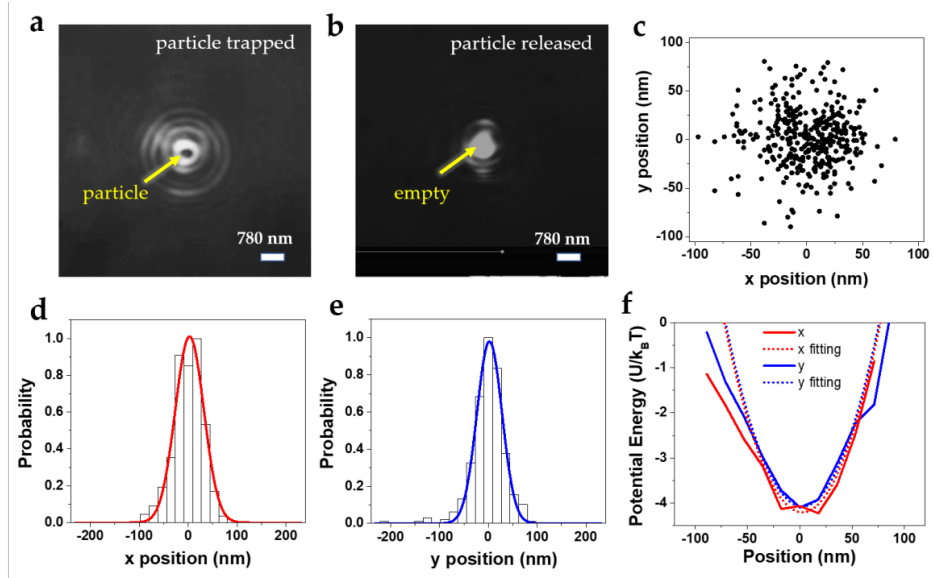 a
particle trapped
particle
780 nm
b
particle released
empty
780 nm
c
y position (nm)
100
50
0
-50
-100
-100 -50 0 50 100
x position (nm)
d
Probability
1.0
0.8
0.6
0.4
0.2
0.0
-200 -100 0 100 200
x position (nm)
e
Probability
1.0
0.8
0.6
0.4
0.2
0.0
-200 -100 0 100 200
y position (nm)
f
Potential Energy (U/k_BT)
0
-1
-2
-3
-4
x
x fitting
y
y fitting
-100 -50 0 50 100
Position (nm)